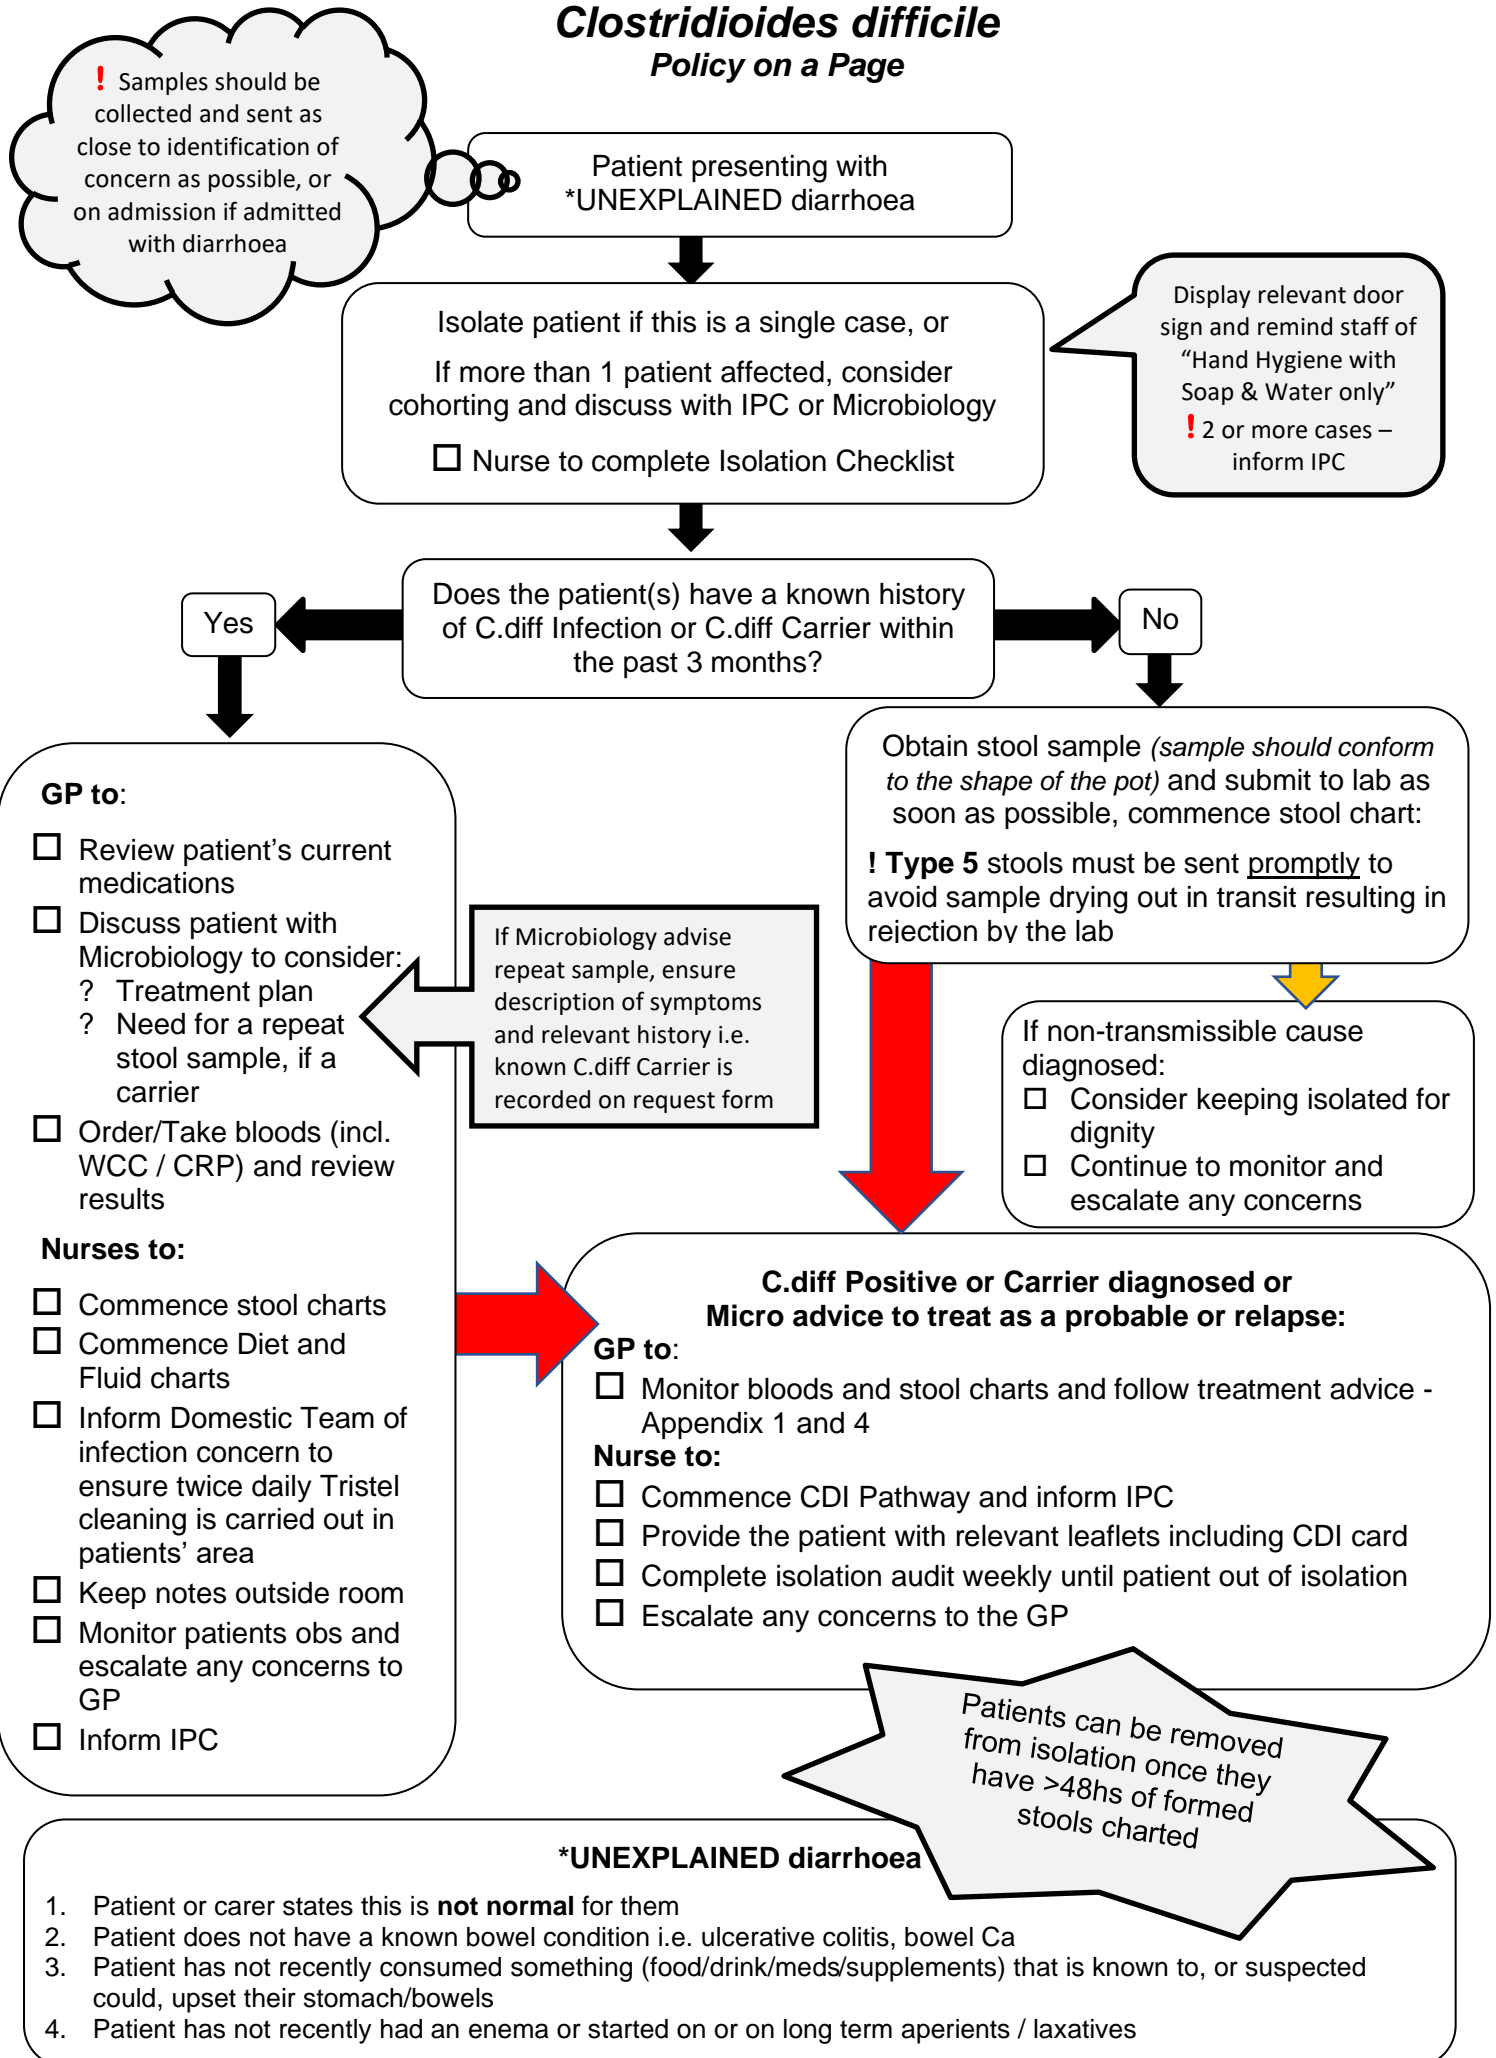 Clostridioides difficile
Policy on a Page
! Samples should be
collected and sent as
close to identification of
concern as possible, or
on admission if admitted
with diarrhoea
Patient presenting with
*UNEXPLAINED diarrhoea
Isolate patient if this is a single case, or
If more than 1 patient affected, consider
cohorting and discuss with IPC or Microbiology
☐ Nurse to complete Isolation Checklist
Display relevant door
sign and remind staff of
“Hand Hygiene with
Soap & Water only”
! 2 or more cases –
inform IPC
Does the patient(s) have a known history
of C.diff Infection or C.diff Carrier within
the past 3 months?
Yes
No
GP to:
☐ Review patient’s current
medications
☐ Discuss patient with
Microbiology to consider:
? Treatment plan
? Need for a repeat
stool sample, if a
carrier
☐ Order/Take bloods (incl.
WCC / CRP) and review
results
Nurses to:
☐ Commence stool charts
☐ Commence Diet and
Fluid charts
☐ Inform Domestic Team of
infection concern to
ensure twice daily Tristel
cleaning is carried out in
patients’ area
☐ Keep notes outside room
☐ Monitor patients obs and
escalate any concerns to
GP
☐ Inform IPC
If Microbiology advise
repeat sample, ensure
description of symptoms
and relevant history i.e.
known C.diff Carrier is
recorded on request form
Obtain stool sample (sample should conform
to the shape of the pot) and submit to lab as
soon as possible, commence stool chart:
! Type 5 stools must be sent promptly to
avoid sample drying out in transit resulting in
rejection by the lab
If non-transmissible cause
diagnosed:
☐ Consider keeping isolated for
dignity
☐ Continue to monitor and
escalate any concerns
C.diff Positive or Carrier diagnosed or
Micro advice to treat as a probable or relapse:
GP to:
☐ Monitor bloods and stool charts and follow treatment advice -
Appendix 1 and 4
Nurse to:
☐ Commence CDI Pathway and inform IPC
☐ Provide the patient with relevant leaflets including CDI card
☐ Complete isolation audit weekly until patient out of isolation
☐ Escalate any concerns to the GP
Patients can be removed
from isolation once they
have >48hs of formed
stools charted
*UNEXPLAINED diarrhoea
1. Patient or carer states this is not normal for them
2. Patient does not have a known bowel condition i.e. ulcerative colitis, bowel Ca
3. Patient has not recently consumed something (food/drink/meds/supplements) that is known to, or suspected
could, upset their stomach/bowels
4. Patient has not recently had an enema or started on or on long term aperients / laxatives